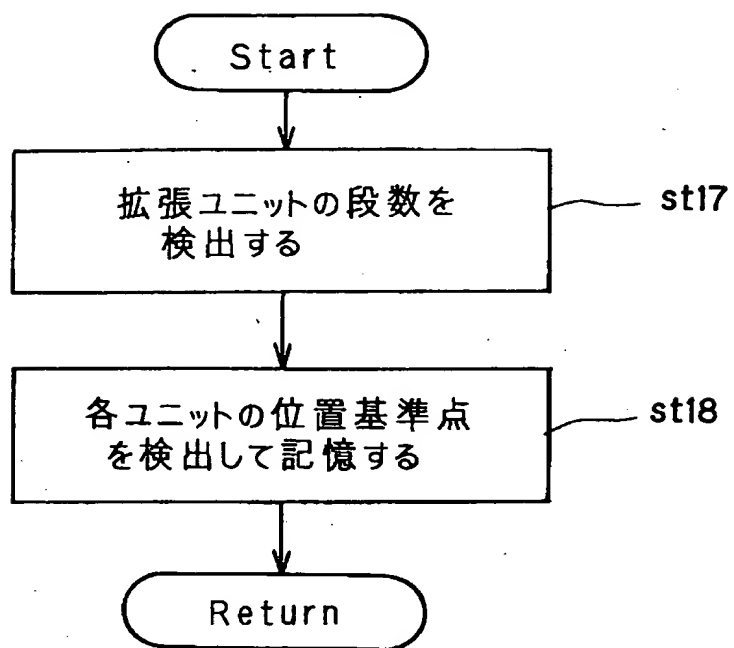 Start
拡張ユニットの段数を
検出する
st17
各ユニットの位置基準点
を検出して記憶する
st18
Return